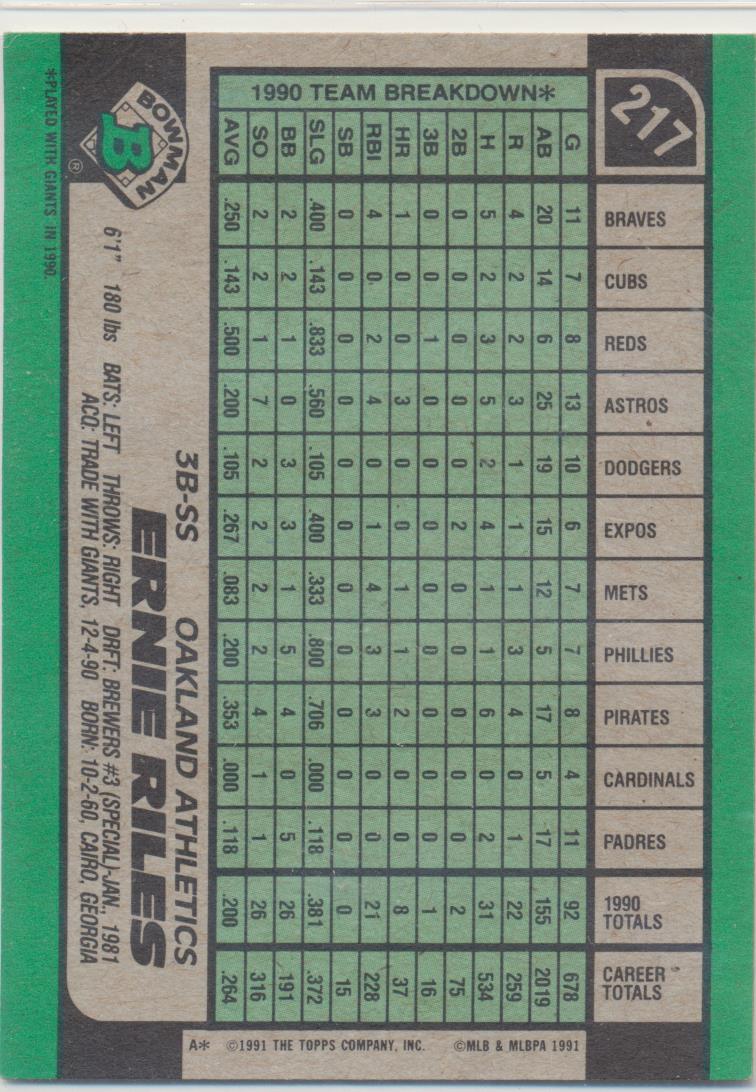 217
1990 TEAM BREAKDOWN*
G AB R H 2B 3B HR RBI SB SLG BB SO AVG
BRAVES 11 20 4 5 0 0 1 4 0 .400 2 2 .250
CUBS 7 14 2 2 0 0 0 0 0 .143 2 2 .143
REDS 8 6 2 3 0 1 0 2 0 .833 1 1 .500
ASTROS 13 25 3 5 0 0 3 4 0 .560 0 7 .200
DODGERS 10 19 1 2 0 0 0 0 0 .105 3 2 .105
EXPOS 6 15 1 4 2 0 0 1 0 .400 3 2 .267
METS 7 12 1 1 0 0 1 4 0 .333 1 2 .083
PHILLIES 7 5 3 1 0 0 1 3 0 .800 5 2 .200
PIRATES 8 17 4 6 0 0 2 3 0 .706 4 4 .353
CARDINALS 4 5 0 0 0 0 0 0 0 .000 0 1 .000
PADRES 11 17 1 2 0 0 0 0 0 .118 5 1 .118
1990 TOTALS 92 155 22 31 2 1 8 21 0 .381 26 26 .200
CAREER TOTALS 678 2019 259 534 75 16 37 228 15 .372 191 316 .264
BOWMAN
B
®
3B-SS OAKLAND ATHLETICS
ERNIE RILES
6'1" 180 lbs BATS: LEFT THROWS: RIGHT DRFT: BREWERS #3 (SPECIAL)-JAN., 1981
ACQ: TRADE WITH GIANTS, 12-4-90 BORN: 10-2-60, CAIRO, GEORGIA
*PLAYED WITH GIANTS IN 1990.
A* ©1991 THE TOPPS COMPANY, INC. ©MLB & MLBPA 1991